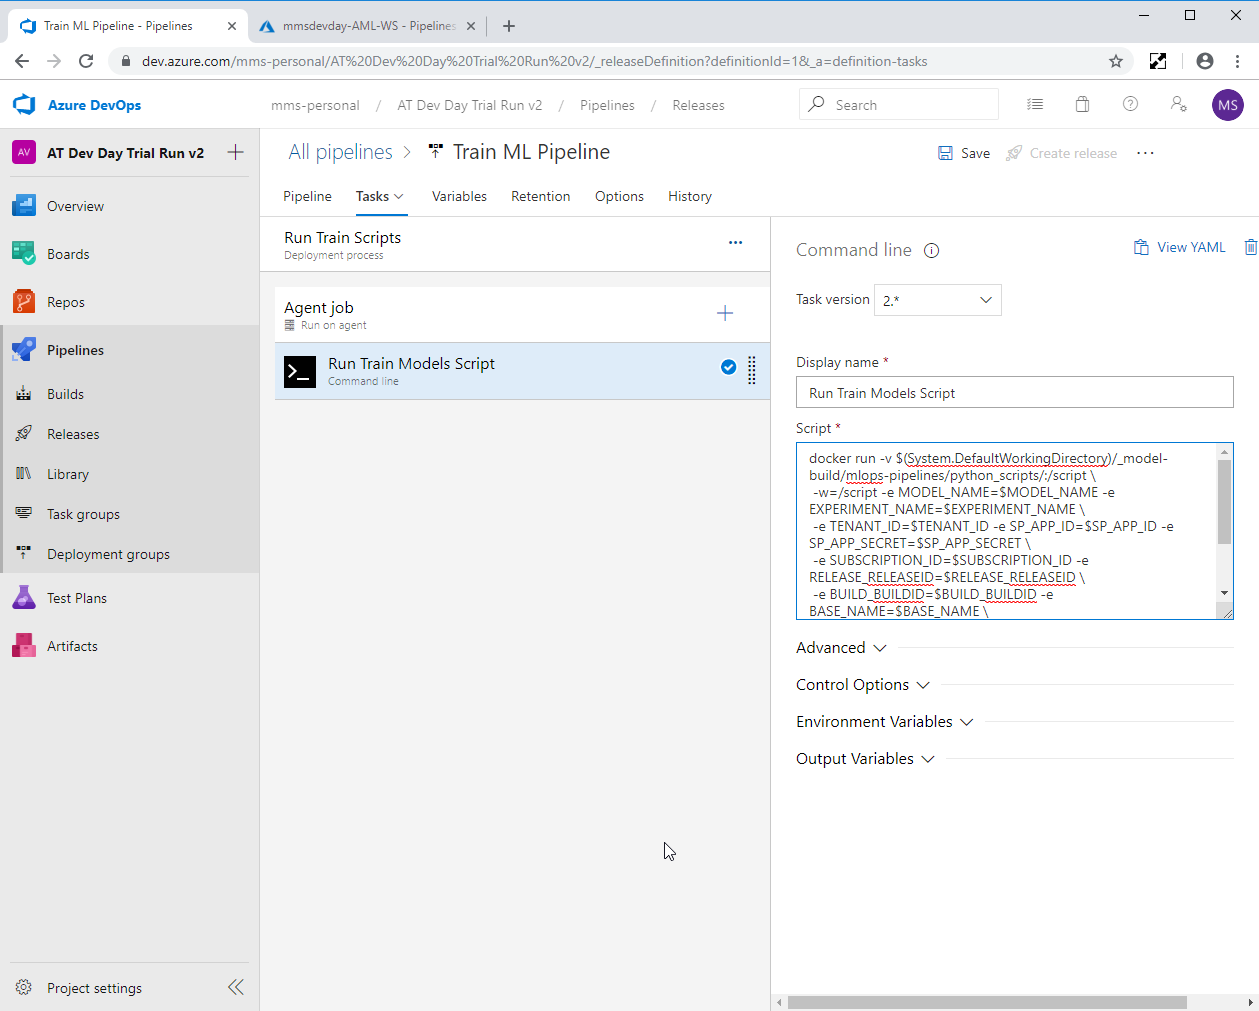 Train ML Pipeline - Pipelines
mmsdevday-AML-WS - Pipelines
dev.azure.com/mms-personal/AT%20Dev%20Day%20Trial%20Run%20v2/_releaseDefinition?definitionId=1&_a=definition-tasks
Azure DevOps
mms-personal / AT Dev Day Trial Run v2 / Pipelines / Releases
Search
MS
AV AT Dev Day Trial Run v2
All pipelines > Train ML Pipeline
Save
Create release
Pipeline Tasks Variables Retention Options History
Overview
Boards
Repos
Pipelines
Builds
Releases
Library
Task groups
Deployment groups
Test Plans
Artifacts
Project settings
Run Train Scripts
Deployment process
Agent job
Run on agent
Run Train Models Script
Command line
Command line
View YAML
Task version 2.*
Display name *
Run Train Models Script
Script *
docker run -v $(System.DefaultWorkingDirectory)/_model-
build/mlops-pipelines/python_scripts/:/script \
-w=/script -e MODEL_NAME=$MODEL_NAME -e
EXPERIMENT_NAME=$EXPERIMENT_NAME \
-e TENANT_ID=$TENANT_ID -e SP_APP_ID=$SP_APP_ID -e
SP_APP_SECRET=$SP_APP_SECRET \
-e SUBSCRIPTION_ID=$SUBSCRIPTION_ID -e
RELEASE_RELEASEID=$RELEASE_RELEASEID \
-e BUILD_BUILDID=$BUILD_BUILDID -e
BASE_NAME=$BASE_NAME \
Advanced
Control Options
Environment Variables
Output Variables